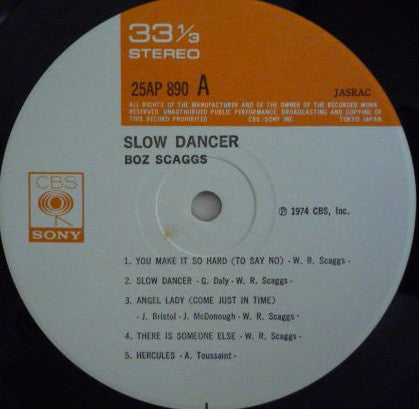 33 1/3
STEREO
25AP 890 A
JASRAC
ALL RIGHTS OF THE MANUFACTURER AND OF THE OWNER OF THE RECORDED WORK
RESERVED UNAUTHORIZED PUBLIC PERFORMANCE, BROADCASTING AND COPYING OF
THIS RECORD PROHIBITED CBS/SONY INC TOKYO JAPAN
SLOW DANCER
BOZ SCAGGS
CBS
SONY
℗ 1974 CBS, Inc.
1. YOU MAKE IT SO HARD (TO SAY NO) - W. R. Scaggs -
2. SLOW DANCER - G. Daly - W. R. Scaggs -
3. ANGEL LADY (COME JUST IN TIME)
- J. Bristol - J. McDonough - W. R. Scaggs -
4. THERE IS SOMEONE ELSE - W. R. Scaggs -
5. HERCULES - A. Toussaint -